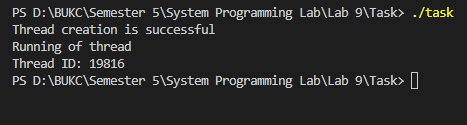 PS D:\BUKC\Semester 5\System Programming Lab\Lab 9\Task> ./task
Thread creation is successful
Running of thread
Thread ID: 19816
PS D:\BUKC\Semester 5\System Programming Lab\Lab 9\Task>